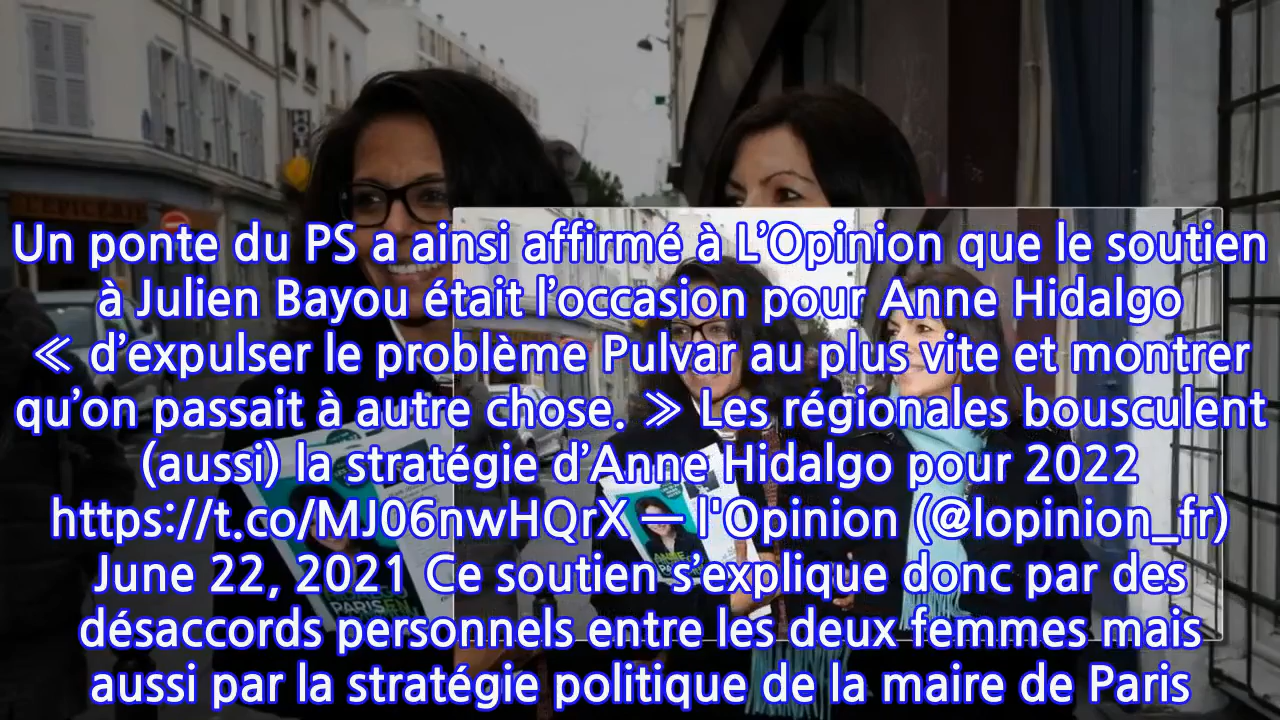 Un ponte du PS a ainsi affirmé à L’Opinion que le soutien
à Julien Bayou était l’occasion pour Anne Hidalgo
≪ d’expulser le problème Pulvar au plus vite et montrer
qu’on passait à autre chose. ≫ Les régionales bousculent
(aussi) la stratégie d’Anne Hidalgo pour 2022
https://t.co/MJ06nwHQrX — l'Opinion (@lopinion_fr)
June 22, 2021 Ce soutien s’explique donc par des
désaccords personnels entre les deux femmes mais
aussi par la stratégie politique de la maire de Paris